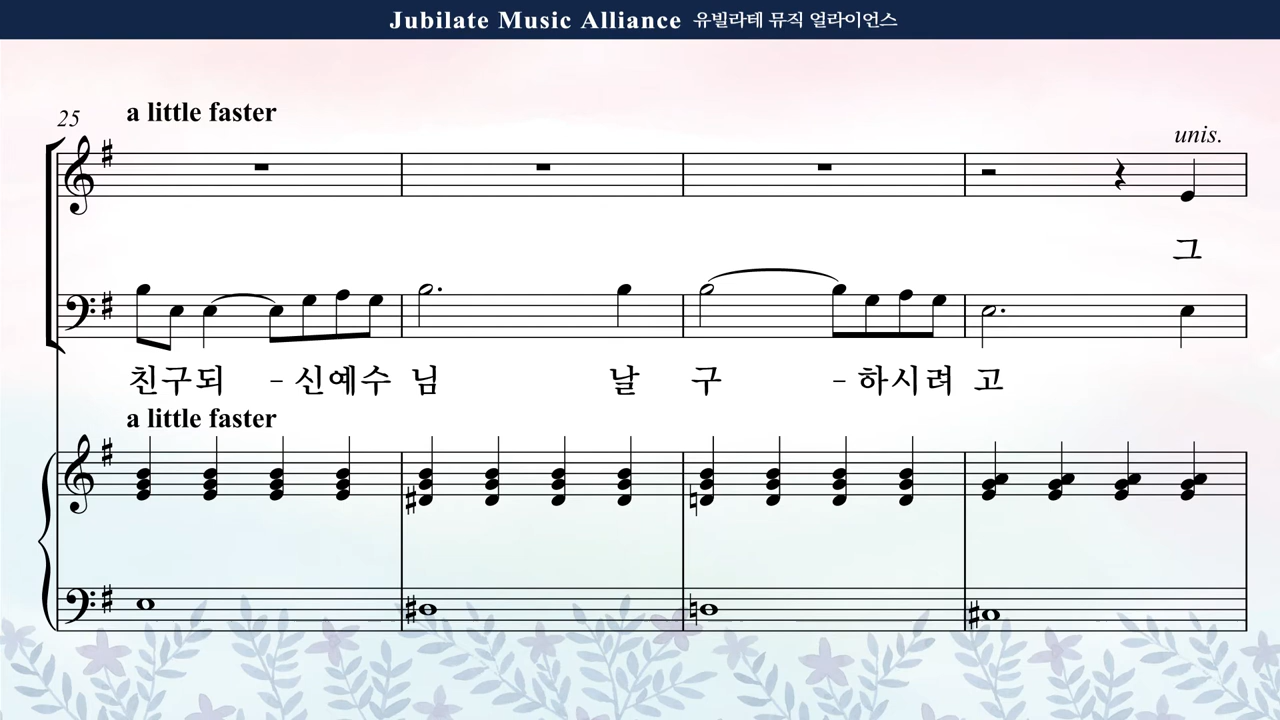 Jubilate Music Alliance 유빌라테 뮤직 얼라이언스
25 a little faster
unis.
그
친구되 - 신예수 님 날 구 - 하시려 고
a little faster